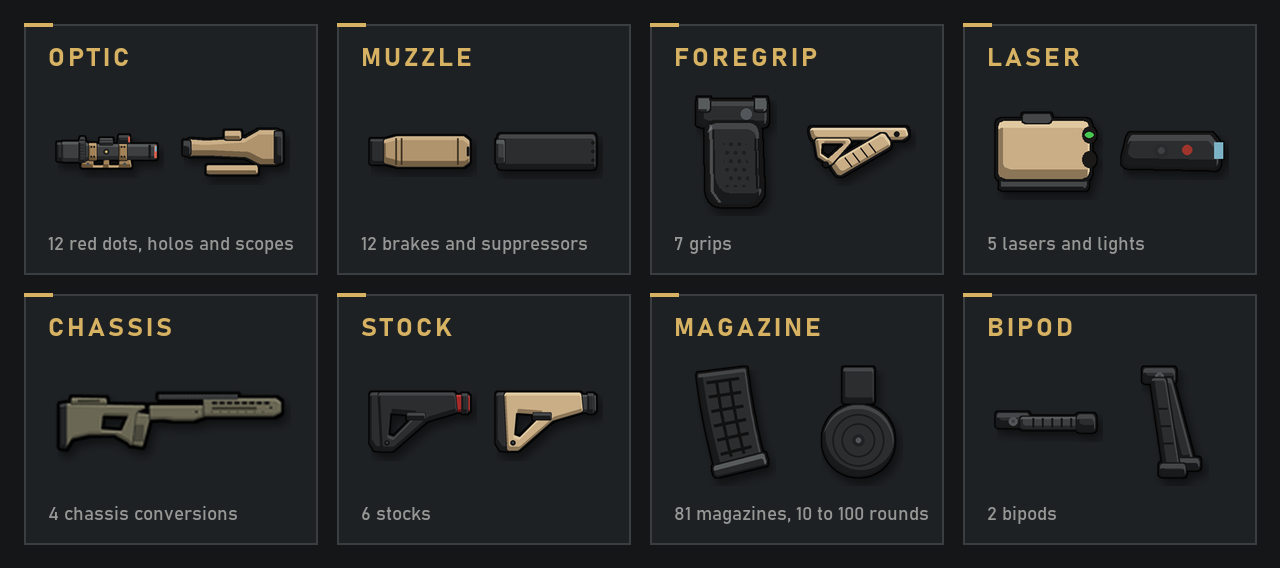 OPTIC
12 red dots, holos and scopes
MUZZLE
12 brakes and suppressors
FOREGRIP
7 grips
LASER
5 lasers and lights
CHASSIS
4 chassis conversions
STOCK
6 stocks
MAGAZINE
81 magazines, 10 to 100 rounds
BIPOD
2 bipods